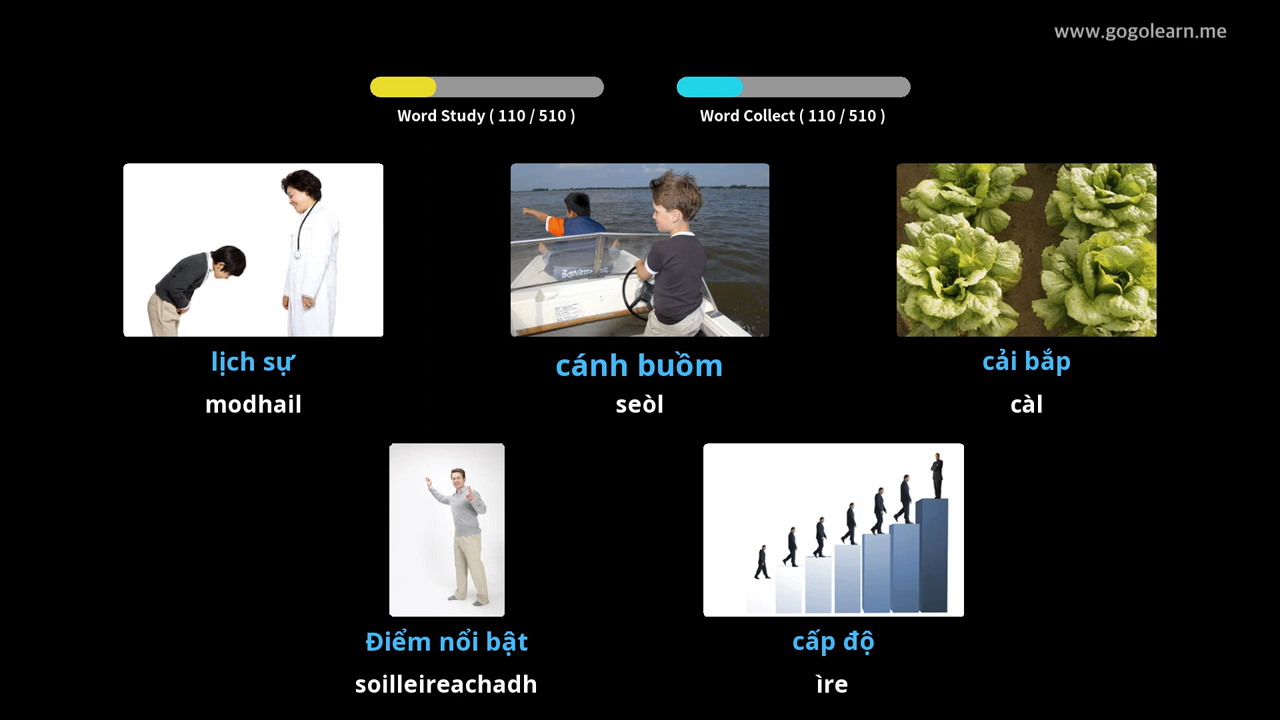 www.gogolearn.me
Word Study ( 110 / 510 )
Word Collect ( 110 / 510 )
lịch sự
modhail
cánh buồm
seòl
cải bắp
càl
Điểm nổi bật
soilleireachadh
cấp độ
ìre